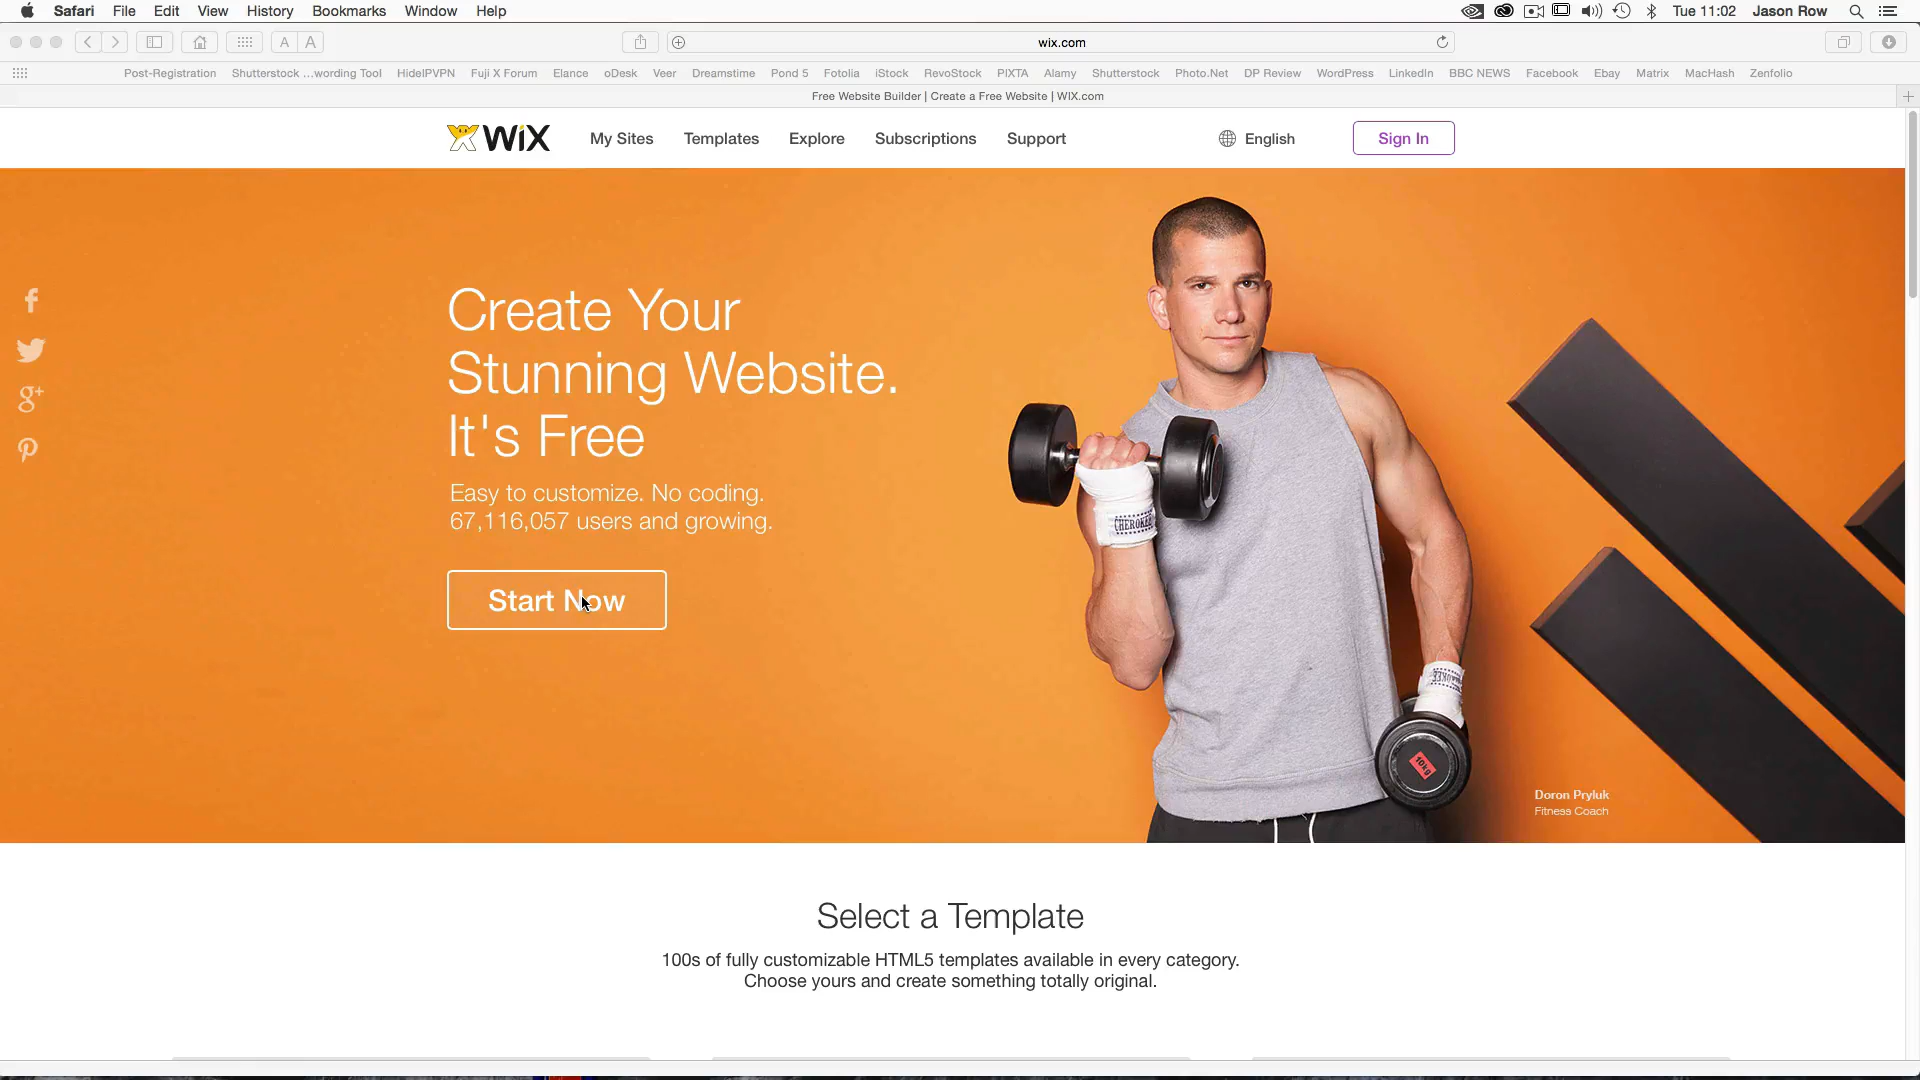 Safari File Edit View History Bookmarks Window Help Tue 11:02 Jason Row
A A wix.com
Post-Registration Shutterstock ...wording Tool HideIPVPN Fuji X Forum Elance oDesk Veer Dreamstime Pond 5 Fotolia iStock RevoStock PIXTA Alamy Shutterstock Photo.Net DP Review WordPress LinkedIn BBC NEWS Facebook Ebay Matrix MacHash Zenfolio
Free Website Builder | Create a Free Website | WIX.com
WiX My Sites Templates Explore Subscriptions Support English Sign In
Create Your
Stunning Website.
It's Free
Easy to customize. No coding.
67,116,057 users and growing.
Start Now
CHEROKEE
10kg
Doron Pryluk
Fitness Coach
Select a Template
100s of fully customizable HTML5 templates available in every category.
Choose yours and create something totally original.